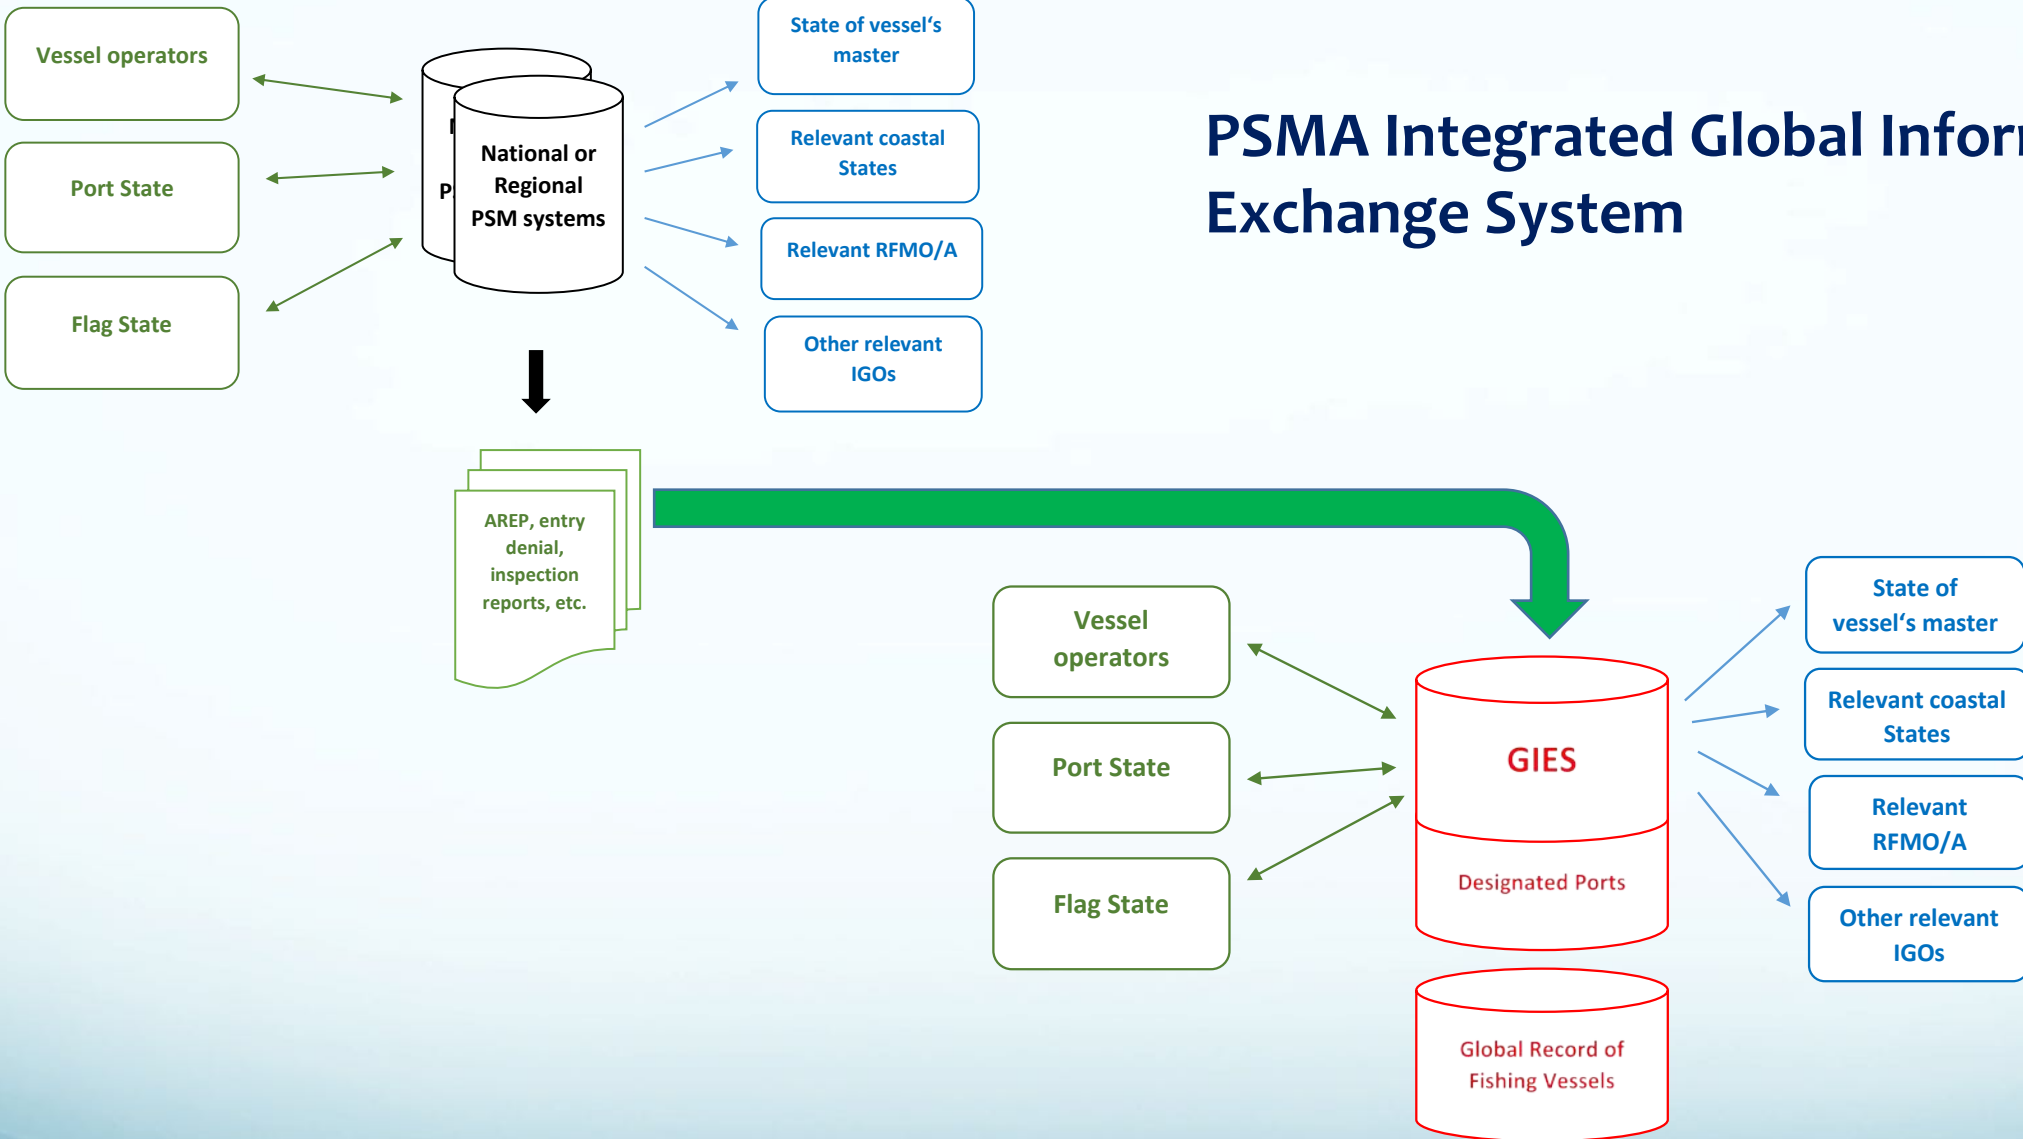 Vessel operators
Port State
Flag State
National or
Regional
PSM systems
State of vessel‘s
master
Relevant coastal
States
Relevant RFMO/A
Other relevant
IGOs
PSMA Integrated Global
Exchange System
AREP, entry
denial,
inspection
reports, etc.
Vessel
operators
Port State
Flag State
GIES
Designated Ports
Global Record of
Fishing Vessels
State of
vessel‘s master
Relevant coastal
States
Relevant
RFMO/A
Other relevant
IGOs